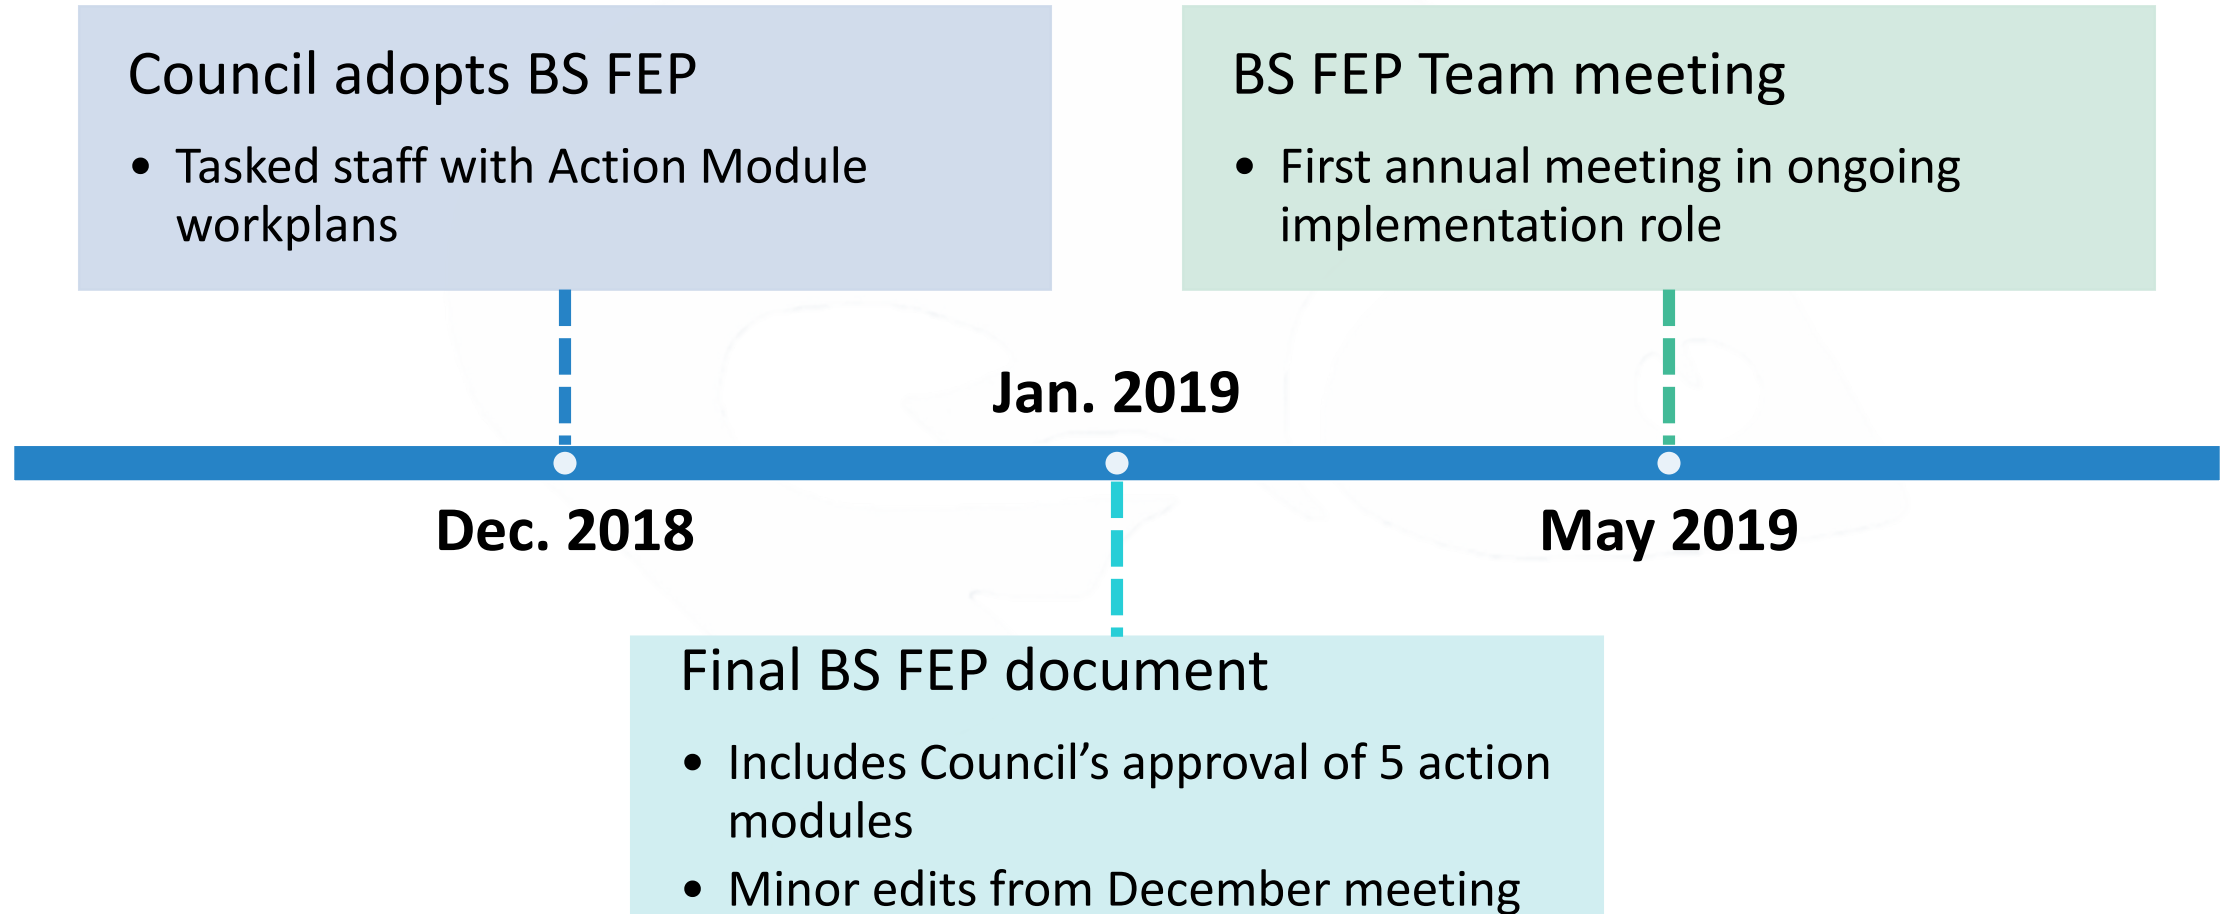 Council adopts BS FEP
• Tasked staff with Action Module
workplans
BS FEP Team meeting
• First annual meeting in ongoing
implementation role
Jan. 2019
Dec. 2018
May 2019
Final BS FEP document
• Includes Council’s approval of 5 action
modules
• Minor edits from December meeting